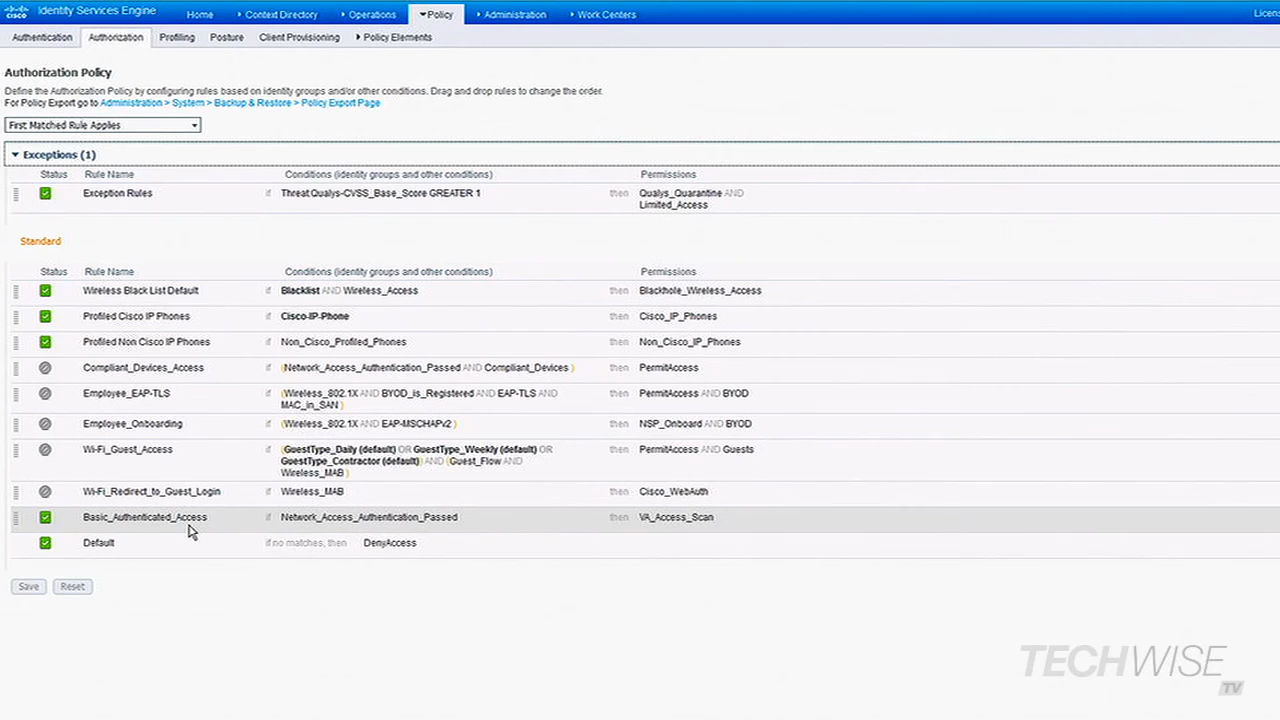 CISCO Identity Services Engine Home Context Directory Operations Policy Administration Work Centers Licen
Authentication Authorization Profiling Posture Client Provisioning Policy Elements
Authorization Policy
Define the Authorization Policy by configuring rules based on identity groups and/or other conditions. Drag and drop rules to change the order.
For Policy Export go to Administration > System > Backup & Restore > Policy Export Page
First Matched Rule Applies
Exceptions (1)
Status Rule Name Conditions (identity groups and other conditions) Permissions
Exception Rules if Threat:Qualys-CVSS_Base_Score GREATER 1 then Qualys_Quarantine AND
Limited_Access
Standard
Status Rule Name Conditions (identity groups and other conditions) Permissions
Wireless Black List Default if Blacklist AND Wireless_Access then Blackhole_Wireless_Access
Profiled Cisco IP Phones if Cisco-IP-Phone then Cisco_IP_Phones
Profiled Non Cisco IP Phones if Non_Cisco_Profiled_Phones then Non_Cisco_IP_Phones
Compliant_Devices_Access if (Network_Access_Authentication_Passed AND Compliant_Devices ) then PermitAccess
Employee_EAP-TLS if (Wireless_802.1X AND BYOD_is_Registered AND EAP-TLS AND then PermitAccess AND BYOD
MAC_in_SAN )
Employee_Onboarding if (Wireless_802.1X AND EAP-MSCHAPv2 ) then NSP_Onboard AND BYOD
Wi-Fi_Guest_Access if (GuestType_Daily (default) OR GuestType_Weekly (default) OR then PermitAccess AND Guests
GuestType_Contractor (default)) AND (Guest_Flow AND
Wireless_MAB )
Wi-Fi_Redirect_to_Guest_Login if Wireless_MAB then Cisco_WebAuth
Basic_Authenticated_Access if Network_Access_Authentication_Passed then VA_Access_Scan
Default if no matches, then DenyAccess
Save Reset
TECHWISE
TV